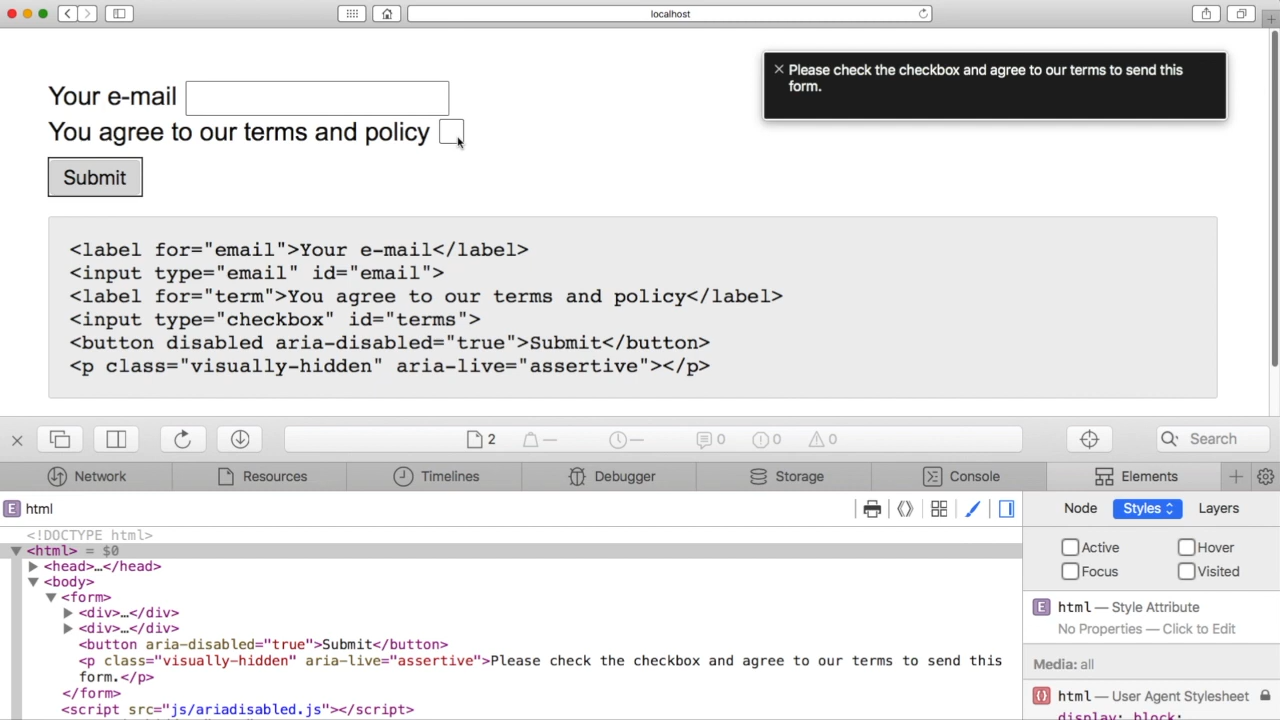 localhost
Please check the checkbox and agree to our terms to send this
form.
Your e-mail
You agree to our terms and policy
Submit
<label for="email">Your e-mail</label>
<input type="email" id="email">
<label for="term">You agree to our terms and policy</label>
<input type="checkbox" id="terms">
<button disabled aria-disabled="true">Submit</button>
<p class="visually-hidden" aria-live="assertive"></p>
2 — — 0 0 0 Search
Network Resources Timelines Debugger Storage Console Elements
E html
Node Styles Layers
<!DOCTYPE html>
<html> = $0
<head>…</head>
<body>
<form>
<div>…</div>
<div>…</div>
<button aria-disabled="true">Submit</button>
<p class="visually-hidden" aria-live="assertive">Please check the checkbox and agree to our terms to send this
form.</p>
</form>
<script src="js/ariadisabled.js"></script>
Active Hover
Focus Visited
E html — Style Attribute
No Properties — Click to Edit
Media: all
{} html — User Agent Stylesheet
display: block;